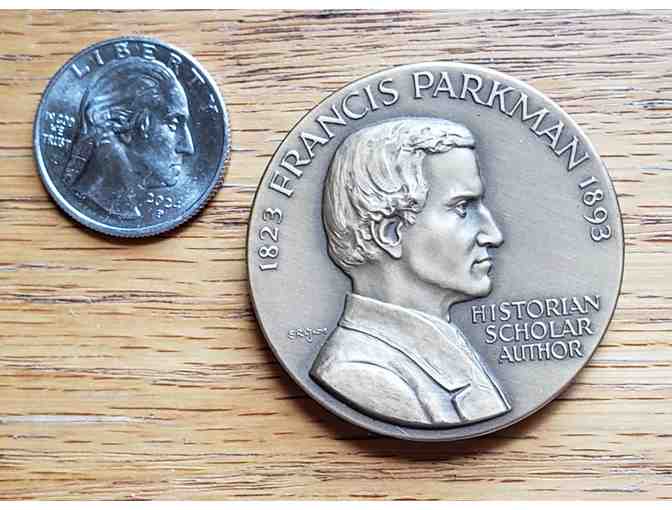 LIBERTY
IN GOD
WE
TRUST
P
FRANCIS PARKMAN
1823
1893
HISTORIAN
SCHOLAR
AUTHOR